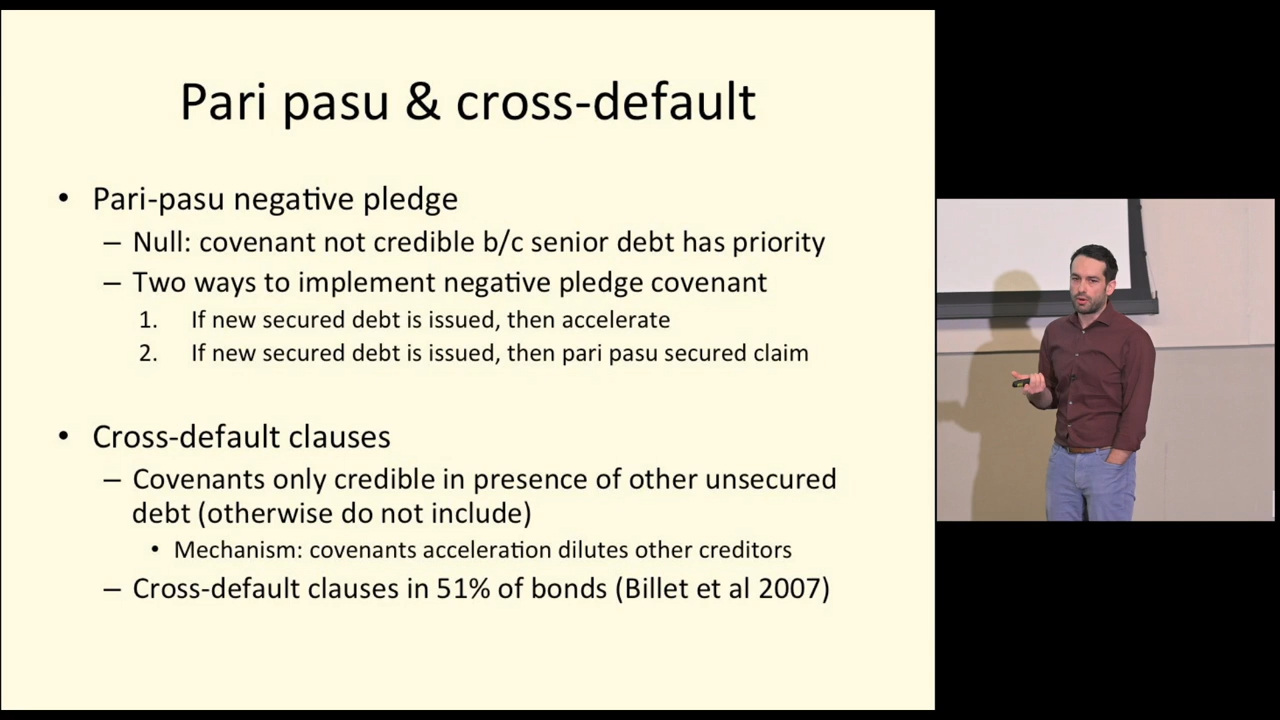 Pari pasu & cross-default
• Pari-pasu negative pledge
– Null: covenant not credible b/c senior debt has priority
– Two ways to implement negative pledge covenant
1. If new secured debt is issued, then accelerate
2. If new secured debt is issued, then pari pasu secured claim
• Cross-default clauses
– Covenants only credible in presence of other unsecured
debt (otherwise do not include)
• Mechanism: covenants acceleration dilutes other creditors
– Cross-default clauses in 51% of bonds (Billet et al 2007)